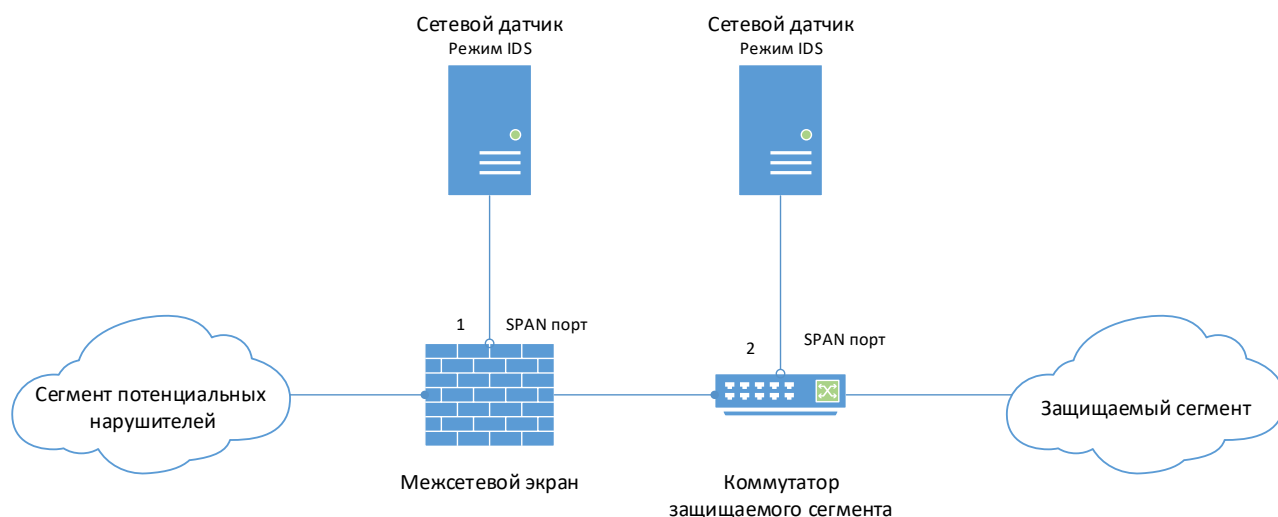 Сетевой датчик
Режим IDS
Сетевой датчик
Режим IDS
1
SPAN порт
2
SPAN порт
Сегмент потенциальных
нарушителей
Защищаемый сегмент
Межсетевой экран
Коммутатор
защищаемого сегмента